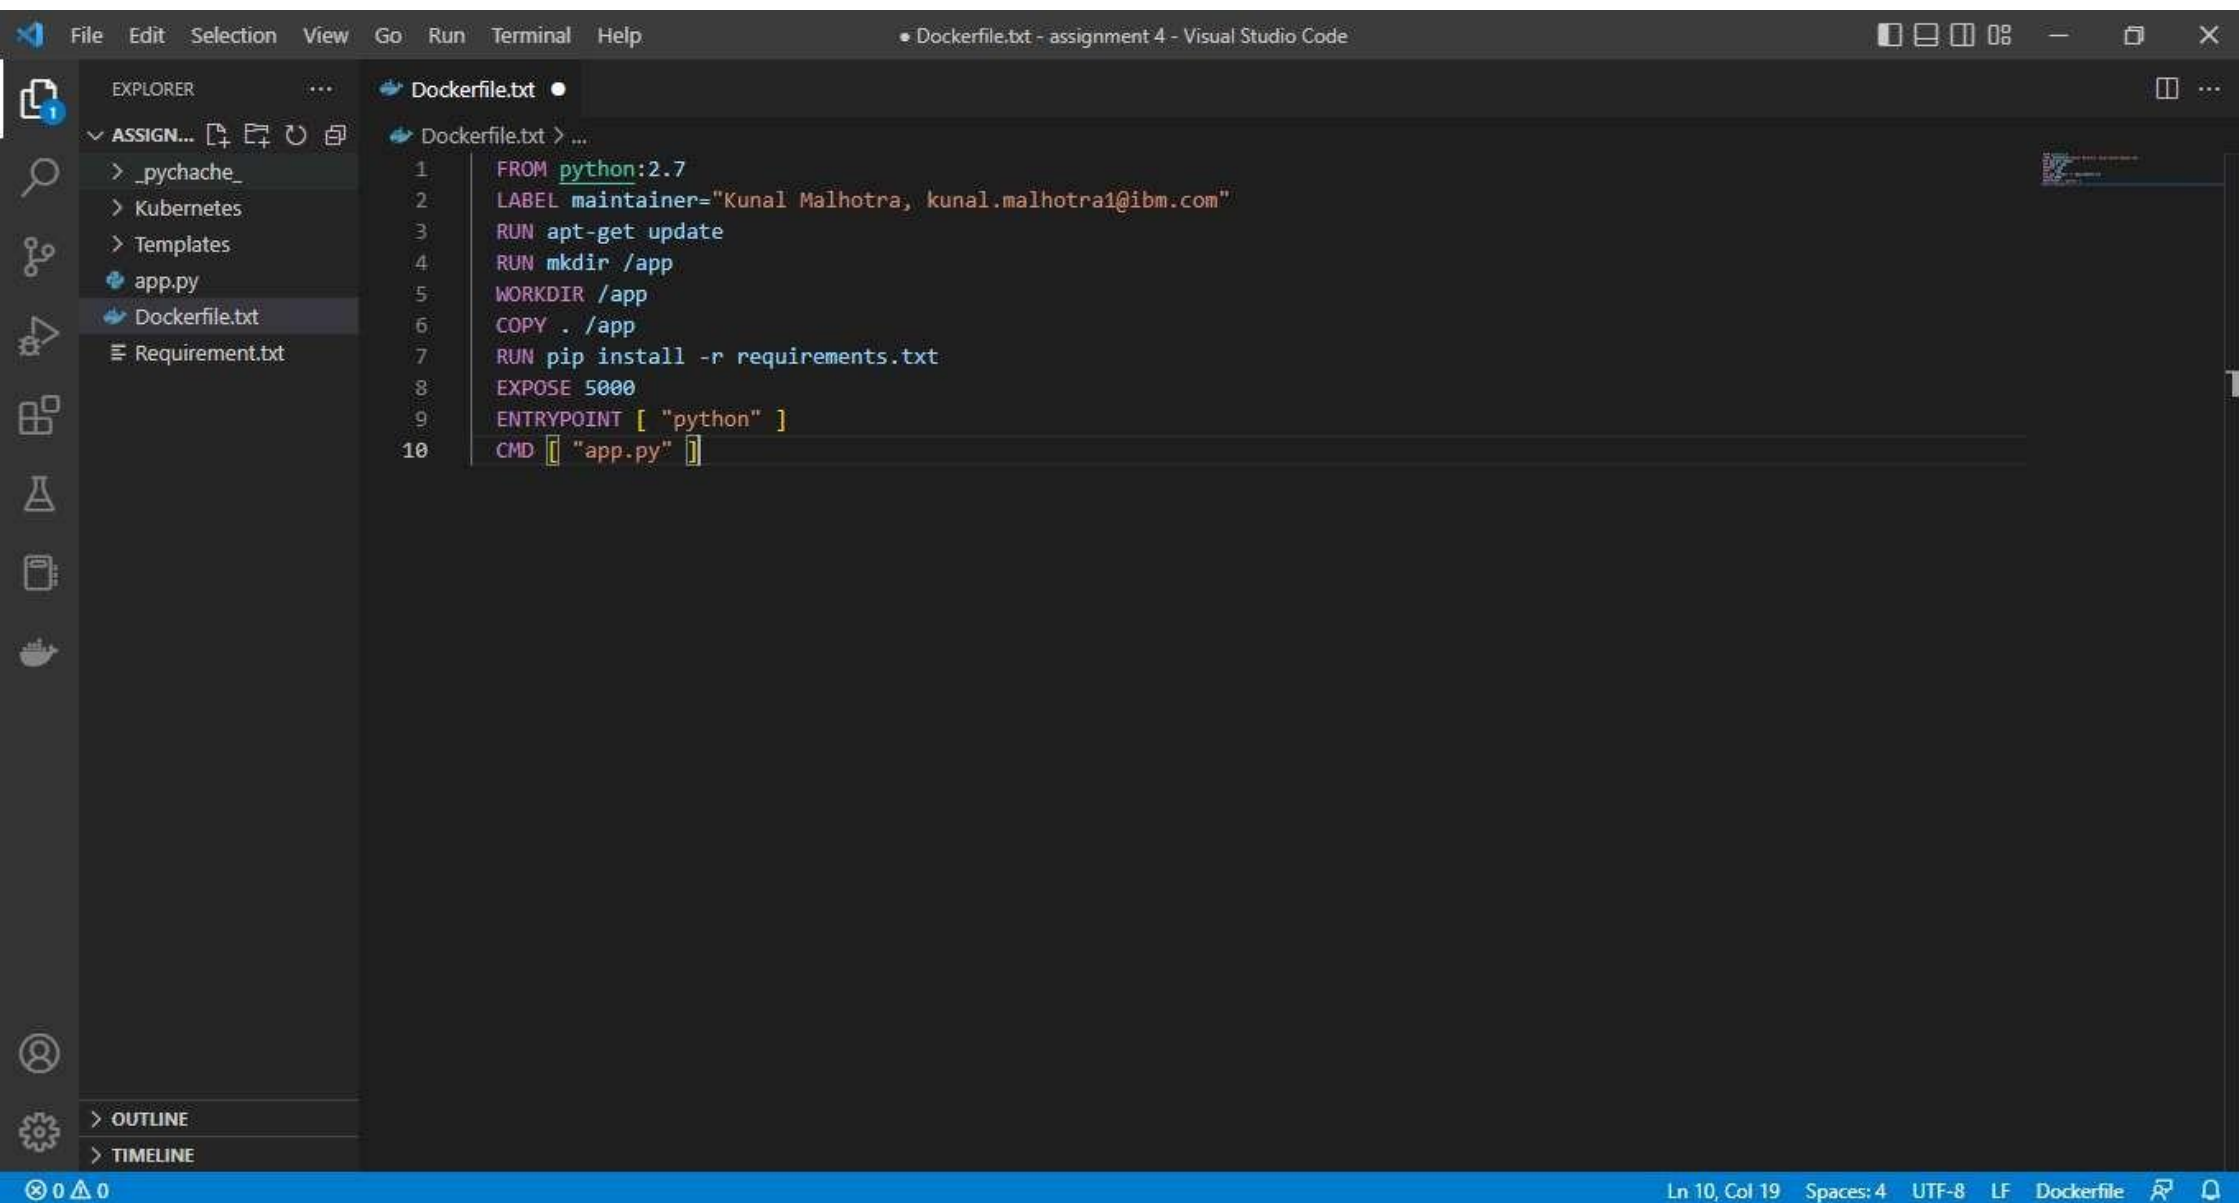 File Edit Selection View Go Run Terminal Help
● Dockerfile.txt - assignment 4 - Visual Studio Code
EXPLORER
Dockerfile.txt
ASSIGN...
Dockerfile.txt > ...
1
_pychache_
Kubernetes
Templates
app.py
Dockerfile.txt
Requirement.txt
1 FROM python:2.7
2 LABEL maintainer="Kunal Malhotra, kunal.malhotra1@ibm.com"
3 RUN apt-get update
4 RUN mkdir /app
5 WORKDIR /app
6 COPY . /app
7 RUN pip install -r requirements.txt
8 EXPOSE 5000
9 ENTRYPOINT [ "python" ]
10 CMD [ "app.py" ]
OUTLINE
TIMELINE
0 0
Ln 10, Col 19 Spaces: 4 UTF-8 LF Dockerfile